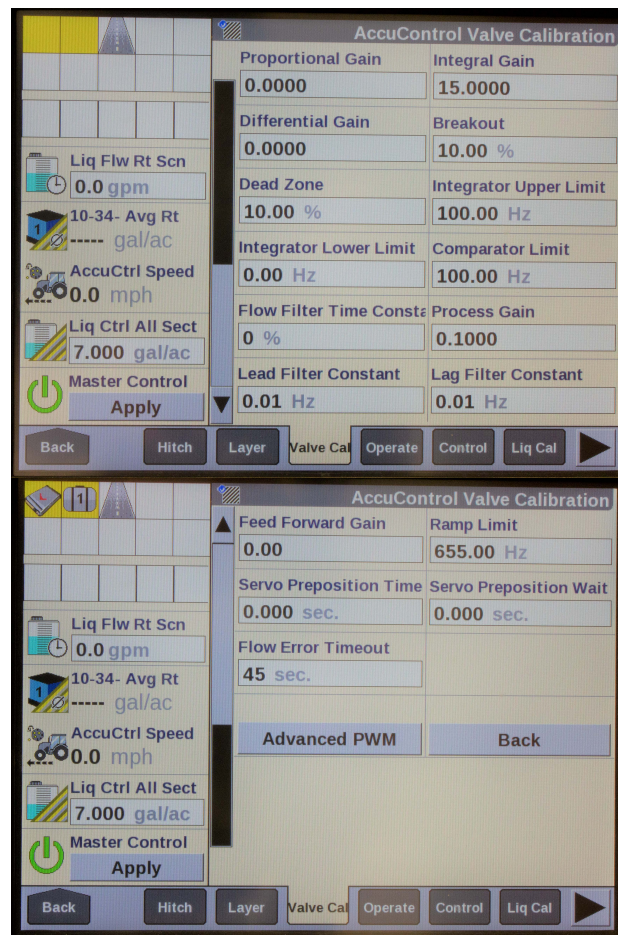 AccuControl Valve Calibration
Proportional Gain
Integral Gain
0.0000
15.0000
Differential Gain
Breakout
0.0000
10.00 %
Dead Zone
Integrator Upper Limit
10.00 %
100.00 Hz
Integrator Lower Limit
Comparator Limit
0.00 Hz
100.00 Hz
Flow Filter Time Consta
Process Gain
0 %
0.1000
Lead Filter Constant
Lag Filter Constant
0.01 Hz
0.01 Hz
Liq Flw Rt Scn
0.0 gpm
1
10-34- Avg Rt
----- gal/ac
AccuCtrl Speed
0.0 mph
Liq Ctrl All Sect
7.000 gal/ac
Master Control
Apply
Back
Hitch
Layer
Valve Cal
Operate
Control
Liq Cal
1
AccuControl Valve Calibration
Feed Forward Gain
Ramp Limit
0.00
655.00 Hz
Servo Preposition Time
Servo Preposition Wait
0.000 sec.
0.000 sec.
Flow Error Timeout
45 sec.
Advanced PWM
Back
Liq Flw Rt Scn
0.0 gpm
1
10-34- Avg Rt
----- gal/ac
AccuCtrl Speed
0.0 mph
Liq Ctrl All Sect
7.000 gal/ac
Master Control
Apply
Back
Hitch
Layer
Valve Cal
Operate
Control
Liq Cal